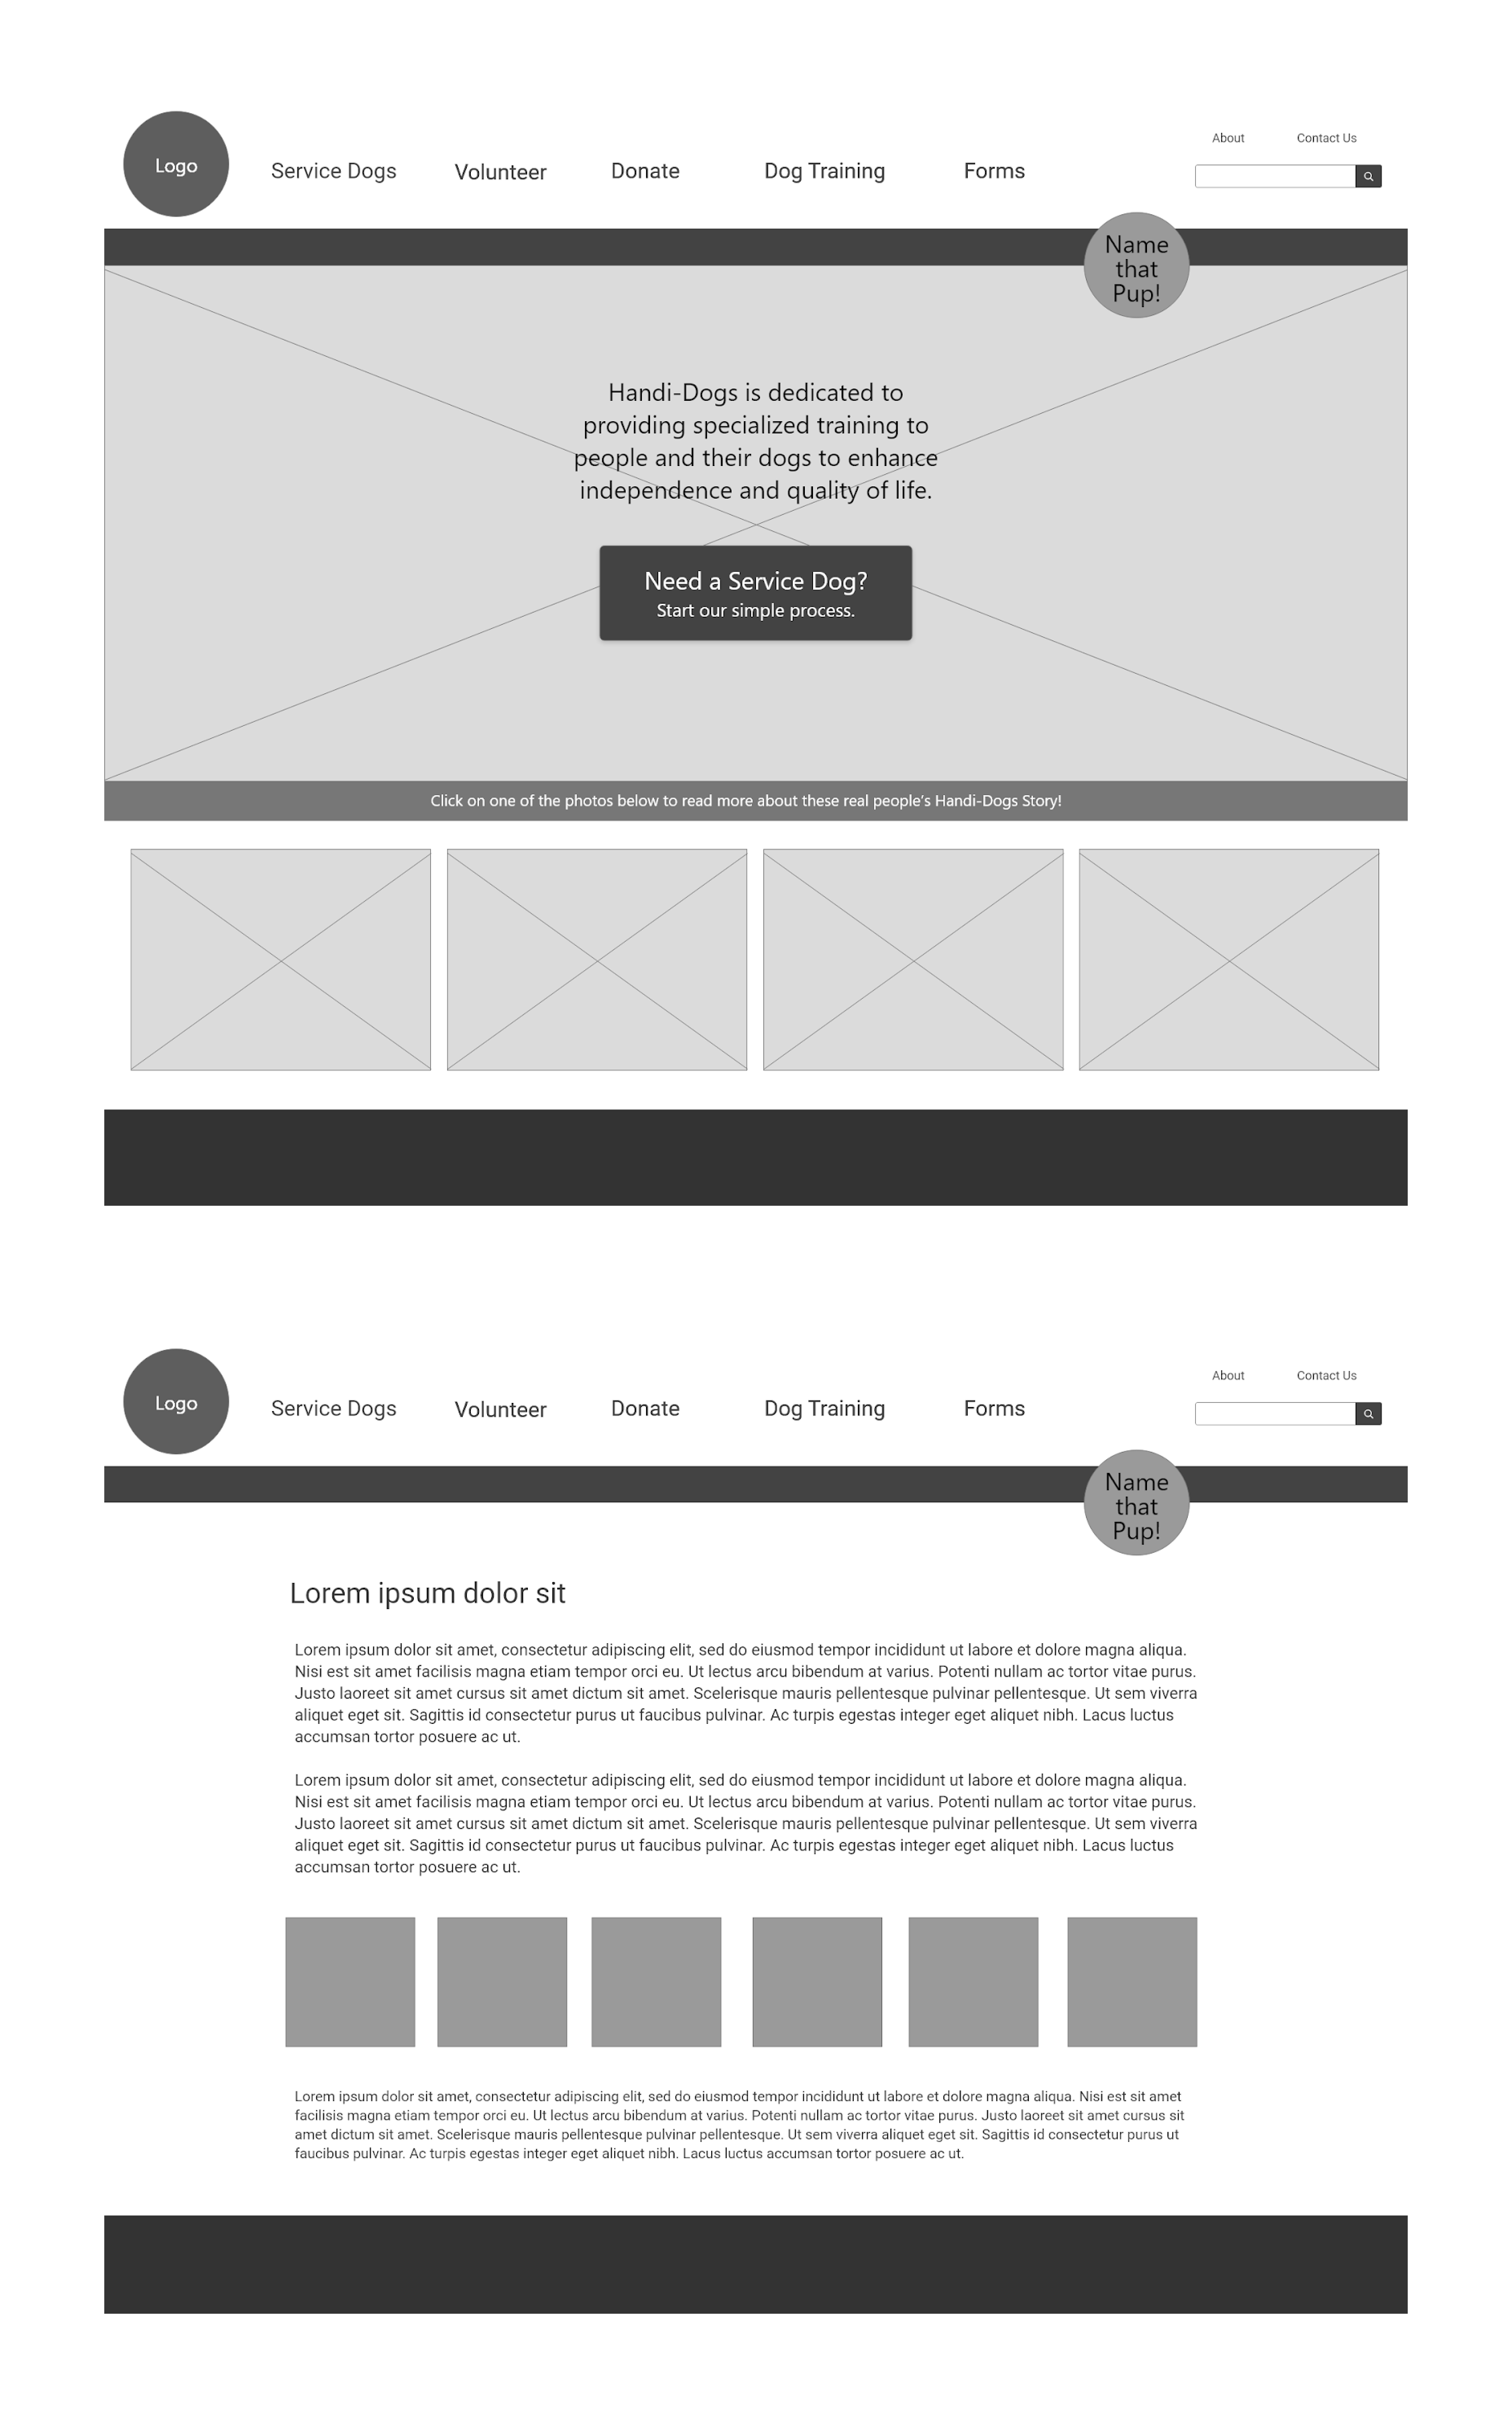 About Contact Us
Logo Service Dogs Volunteer Donate Dog Training Forms
Name
that
Pup!
Handi-Dogs is dedicated to
providing specialized training to
people and their dogs to enhance
independence and quality of life.
Need a Service Dog?
Start our simple process.
Click on one of the photos below to read more about these real people's Handi-Dogs Story!
About Contact Us
Logo Service Dogs Volunteer Donate Dog Training Forms
Name
that
Pup!
Lorem ipsum dolor sit
Lorem ipsum dolor sit amet, consectetur adipiscing elit, sed do eiusmod tempor incididunt ut labore et dolore magna aliqua.
Nisi est sit amet facilisis magna etiam tempor orci eu. Ut lectus arcu bibendum at varius. Potenti nullam ac tortor vitae purus.
Justo laoreet sit amet cursus sit amet dictum sit amet. Scelerisque mauris pellentesque pulvinar pellentesque. Ut sem viverra
aliquet eget sit. Sagittis id consectetur purus ut faucibus pulvinar. Ac turpis egestas integer eget aliquet nibh. Lacus luctus
accumsan tortor posuere ac ut.
Lorem ipsum dolor sit amet, consectetur adipiscing elit, sed do eiusmod tempor incididunt ut labore et dolore magna aliqua.
Nisi est sit amet facilisis magna etiam tempor orci eu. Ut lectus arcu bibendum at varius. Potenti nullam ac tortor vitae purus.
Justo laoreet sit amet cursus sit amet dictum sit amet. Scelerisque mauris pellentesque pulvinar pellentesque. Ut sem viverra
aliquet eget sit. Sagittis id consectetur purus ut faucibus pulvinar. Ac turpis egestas integer eget aliquet nibh. Lacus luctus
accumsan tortor posuere ac ut.
Lorem ipsum dolor sit amet, consectetur adipiscing elit, sed do eiusmod tempor incididunt ut labore et dolore magna aliqua. Nisi est sit amet
facilisis magna etiam tempor orci eu. Ut lectus arcu bibendum at varius. Potenti nullam ac tortor vitae purus. Justo laoreet sit amet cursus sit
amet dictum sit amet. Scelerisque mauris pellentesque pulvinar pellentesque. Ut sem viverra aliquet eget sit. Sagittis id consectetur purus ut
faucibus pulvinar. Ac turpis egestas integer eget aliquet nibh. Lacus luctus accumsan tortor posuere ac ut.